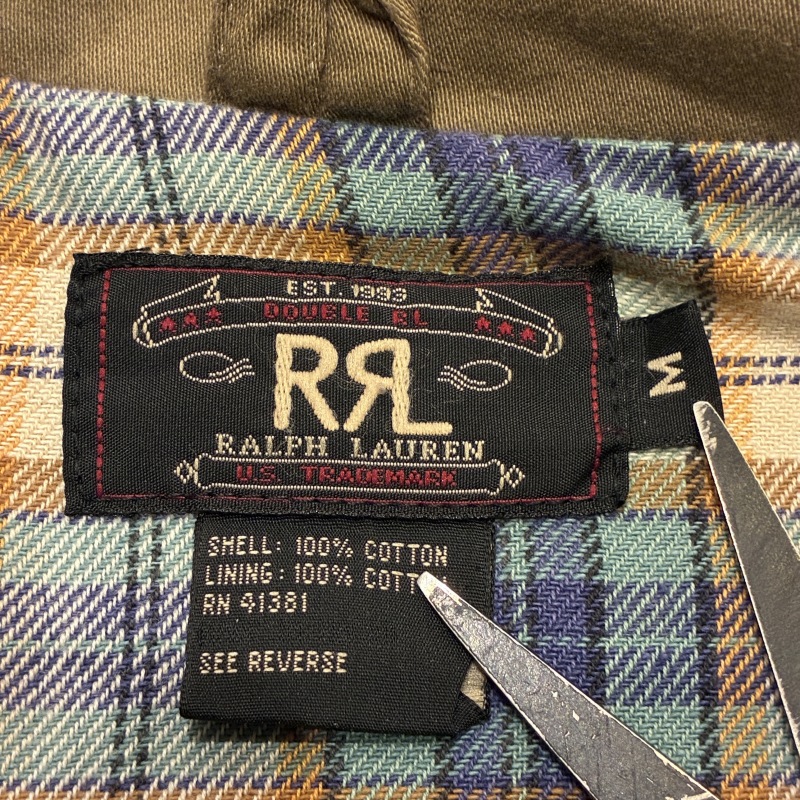 EST. 1993
DOUBLE RL
RRL
RALPH LAUREN
U.S. TRADEMARK
M
SHELL: 100% COTTON
LINING: 100% COTT
RN 41381
SEE REVERSE